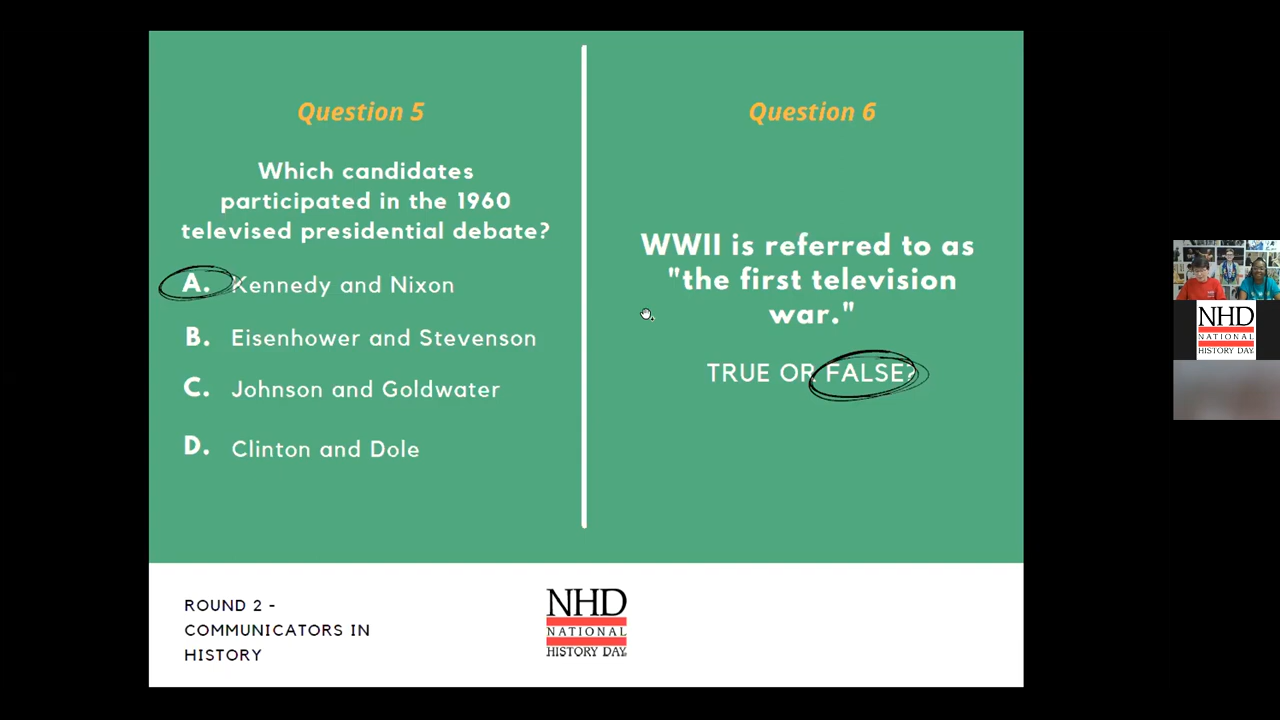 Question 5
Which candidates
participated in the 1960
televised presidential debate?
A. Kennedy and Nixon
B. Eisenhower and Stevenson
C. Johnson and Goldwater
D. Clinton and Dole
Question 6
WWII is referred to as
"the first television
war."
TRUE OR FALSE?
ROUND 2 -
COMMUNICATORS IN
HISTORY
NHD
NATIONAL
HISTORY DAY
NHD
NATIONAL
HISTORY DAY